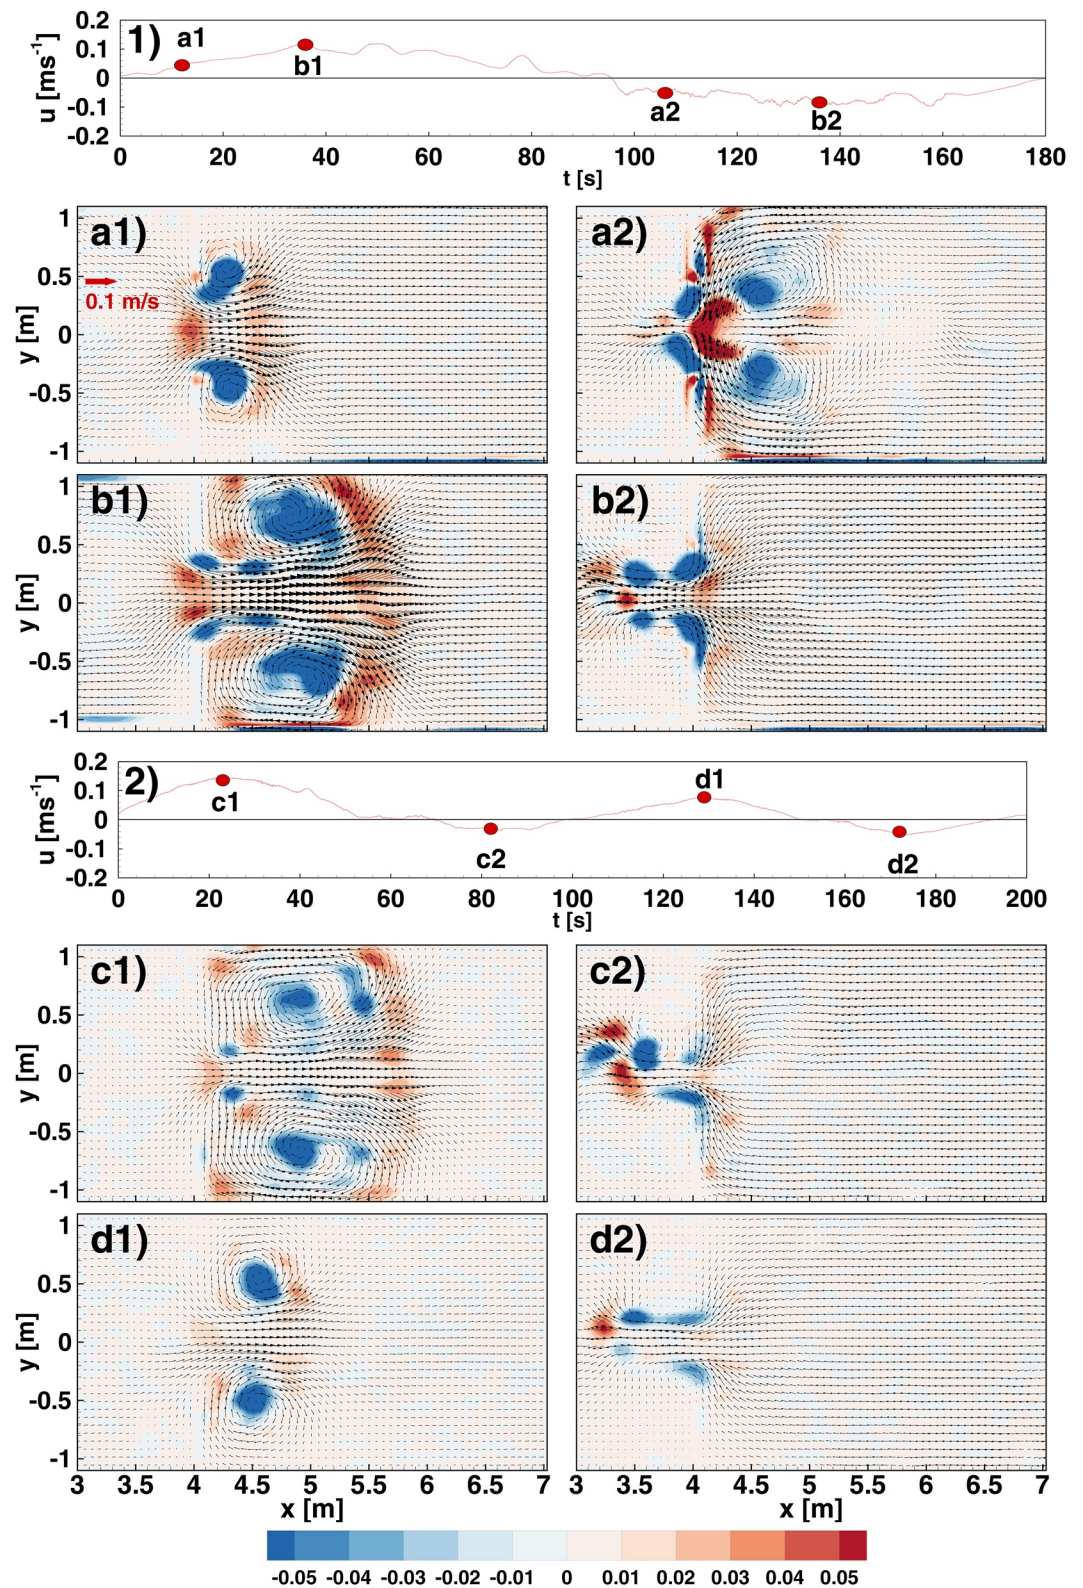 0.2
0.1
0
-0.1
-0.2
u [ms⁻¹]
1)
a1
b1
a2
b2
0 20 40 60 80 100 120 140 160 180
t [s]
a1)
a2)
0.1 m/s
1
0.5
0
-0.5
-1
y [m]
b1)
b2)
1
0.5
0
-0.5
-1
y [m]
0.2
0.1
0
-0.1
-0.2
u [ms⁻¹]
2)
c1
c2
d1
d2
0 20 40 60 80 100 120 140 160 180 200
t [s]
c1)
c2)
1
0.5
0
-0.5
-1
y [m]
d1)
d2)
1
0.5
0
-0.5
-1
y [m]
3 3.5 4 4.5 5 5.5 6 6.5 7
3 3.5 4 4.5 5 5.5 6 6.5 7
x [m]
x [m]
-0.05 -0.04 -0.03 -0.02 -0.01 0 0.01 0.02 0.03 0.04 0.05